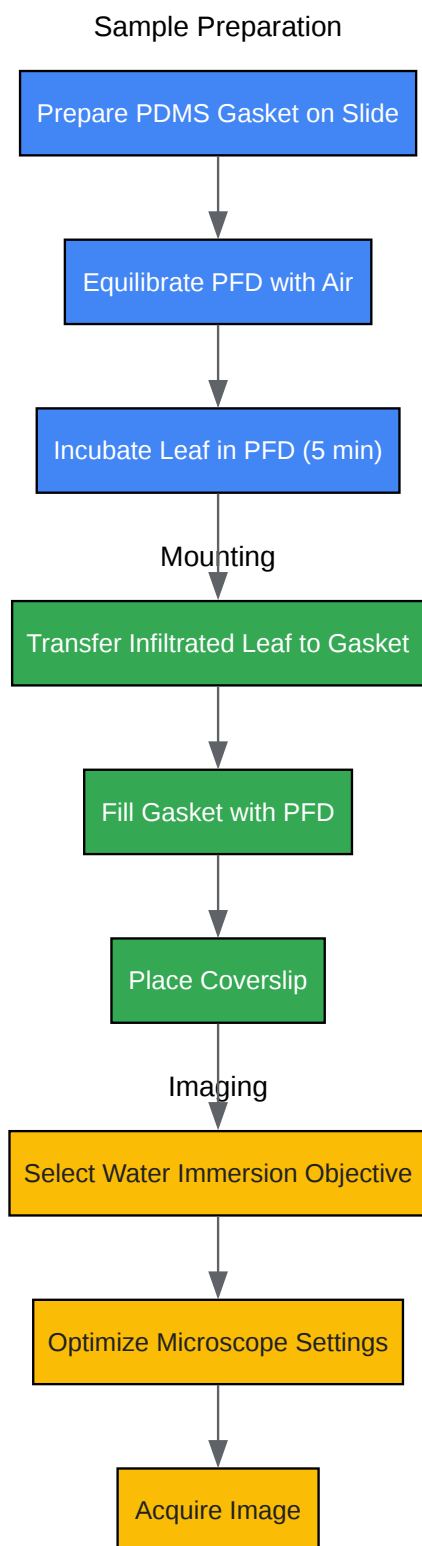 Sample Preparation
Prepare PDMS Gasket on Slide
Equilibrate PFD with Air
Incubate Leaf in PFD (5 min)
Mounting
Transfer Infiltrated Leaf to Gasket
Fill Gasket with PFD
Place Coverslip
Imaging
Select Water Immersion Objective
Optimize Microscope Settings
Acquire Image